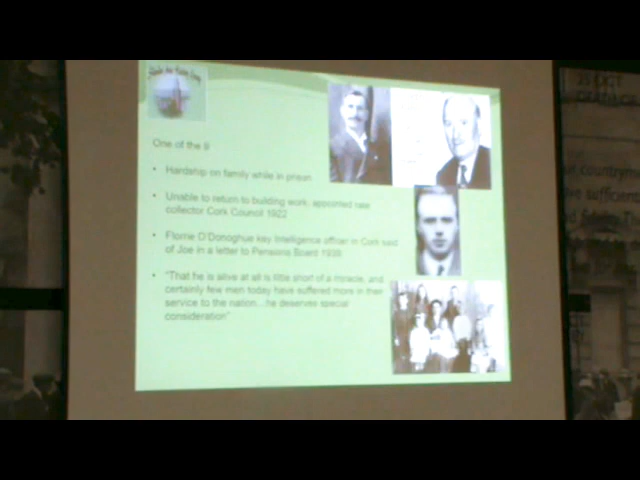 One of the 9
• Hardship on family while in prison
• Unable to return to building work, appointed rate
collector Cork Council 1922
• Florrie O'Donoghue key Intelligence officer in Cork said
of Joe in a letter to Pensions Board 1939
• "That he is alive at all is little short of a miracle, and
certainly few men today have suffered more in their
service to the nation…he deserves special
consideration"
countrymen
sufficient